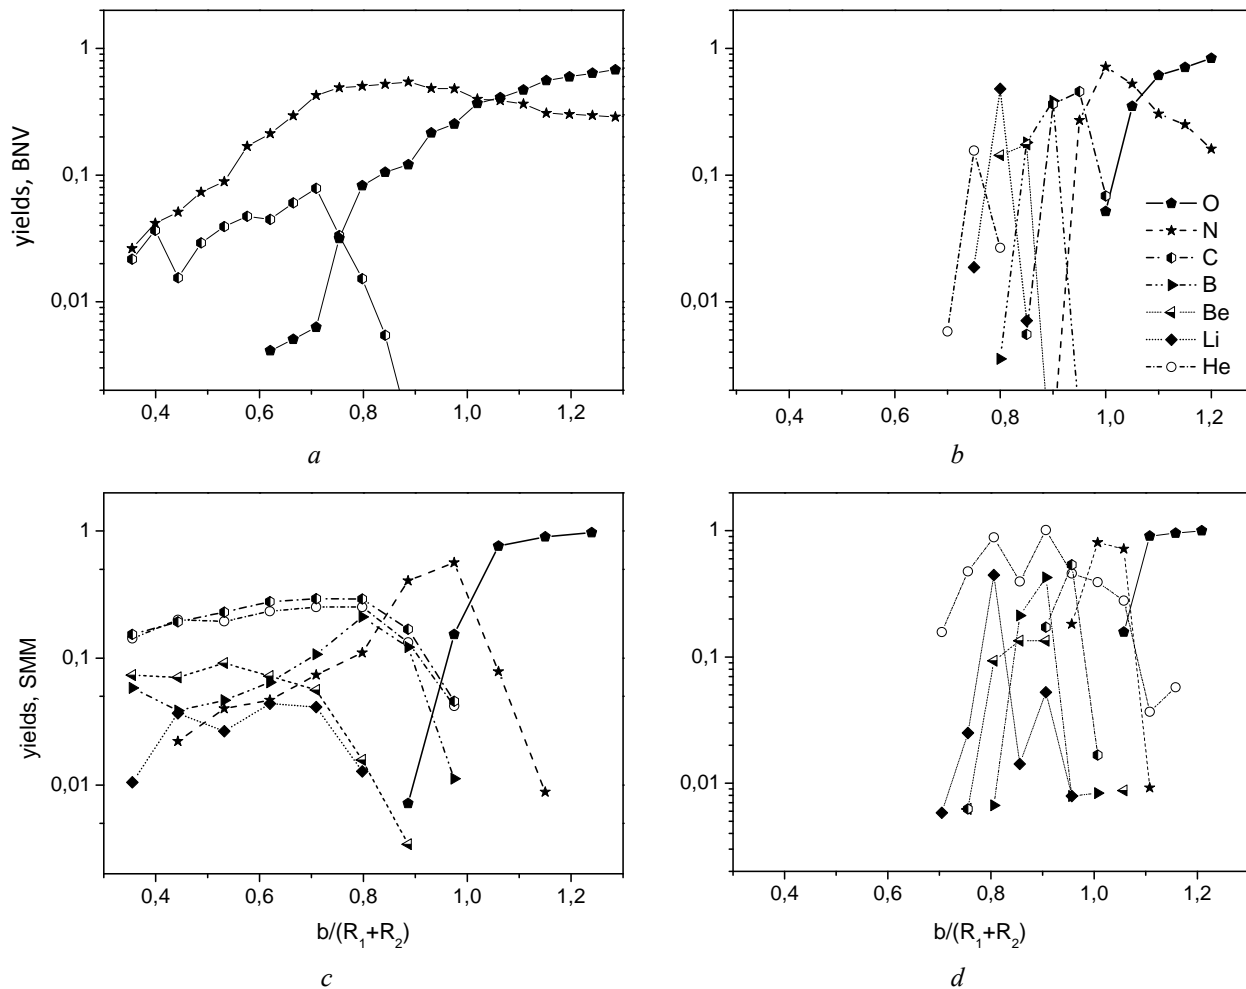 1
0,1
0,01
yields, BNV
0,4 0,6 0,8 1,0 1,2
a
1
0,1
0,01
O
N
C
B
Be
Li
He
0,4 0,6 0,8 1,0 1,2
b
1
0,1
0,01
yields, SMM
0,4 0,6 0,8 1,0 1,2
b/(R₁+R₂)
c
1
0,1
0,01
0,4 0,6 0,8 1,0 1,2
b/(R₁+R₂)
d